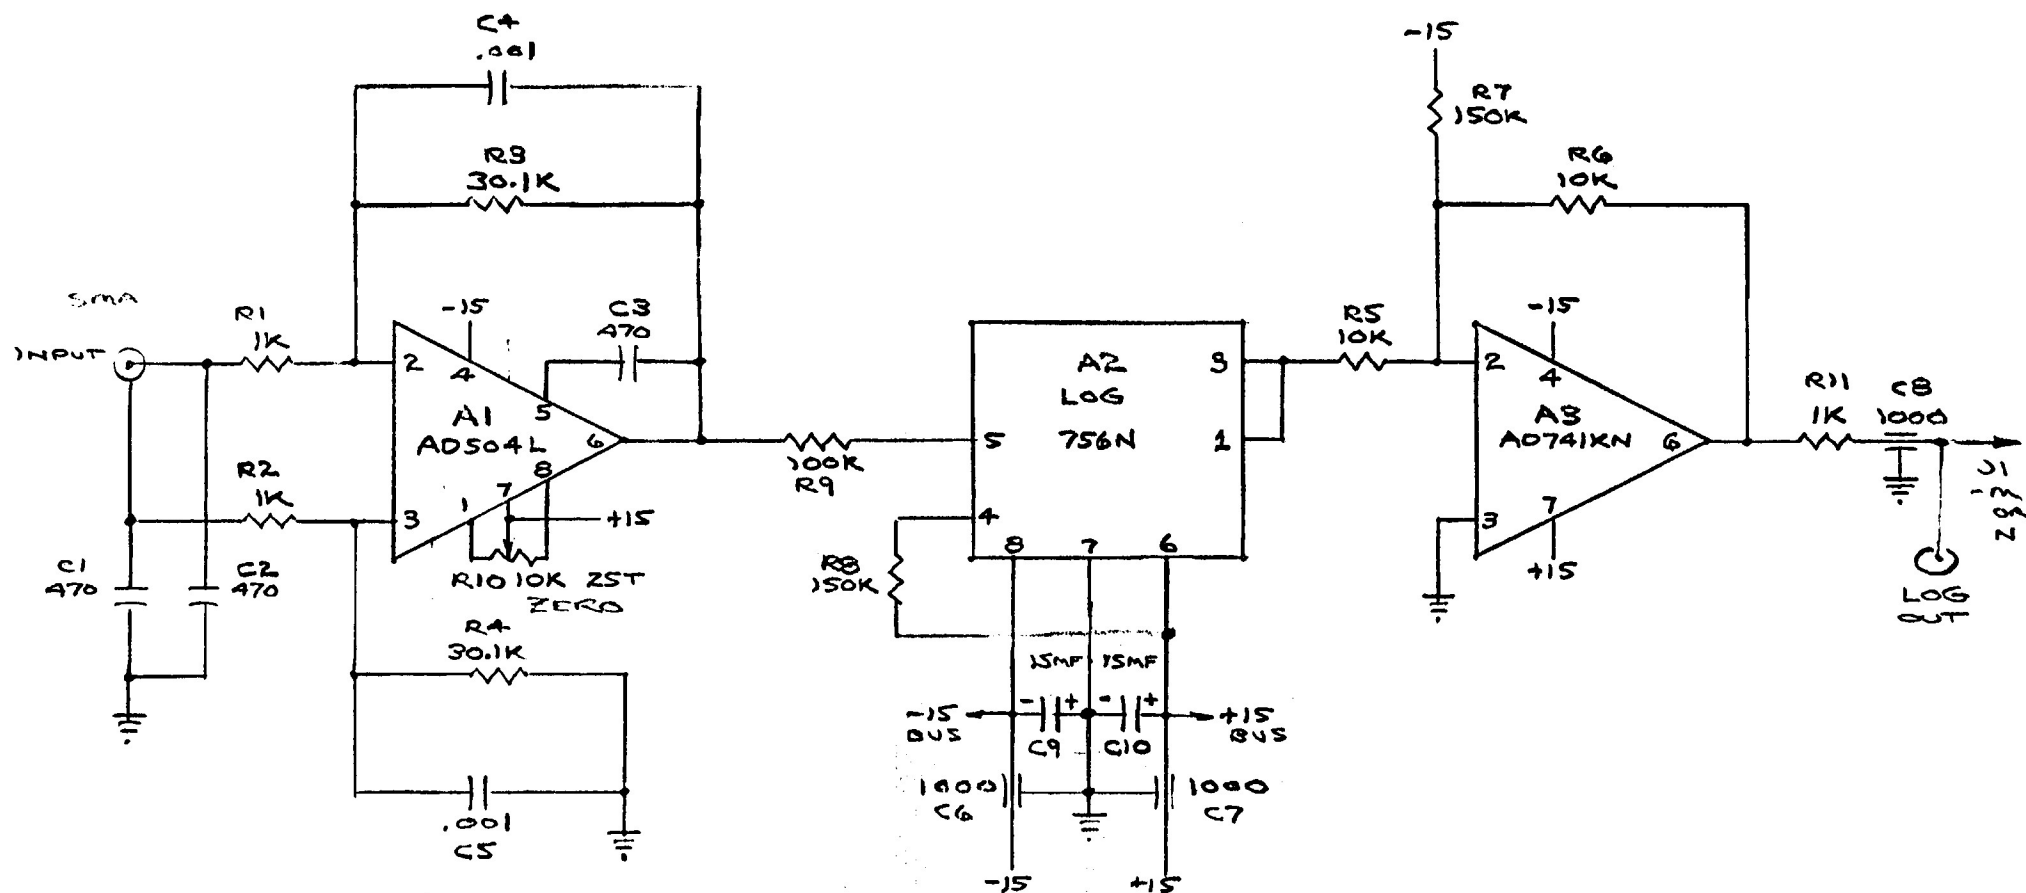 C4
.001
R3
30.1K
SMA
INPUT
R1
1K
-15
4
2
C3
470
5
A1
AD504L
6
8
7
1
3
+15
R2
1K
R10 10K 25T
ZERO
C1
470
C2
470
R4
30.1K
.001
C5
100K
R9
A2
LOG
756N
5
4
3
1
8
7
6
R8
150K
15MF
15MF
-
+
-
+
-15
BUS
C9
C10
+15
BUS
1000
C6
1000
C7
-15
+15
-15
R7
150K
R6
10K
R5
10K
-15
4
2
A3
AD741KN
6
3
7
+15
R11
1K
C8
1000
J1
LOG
OUT